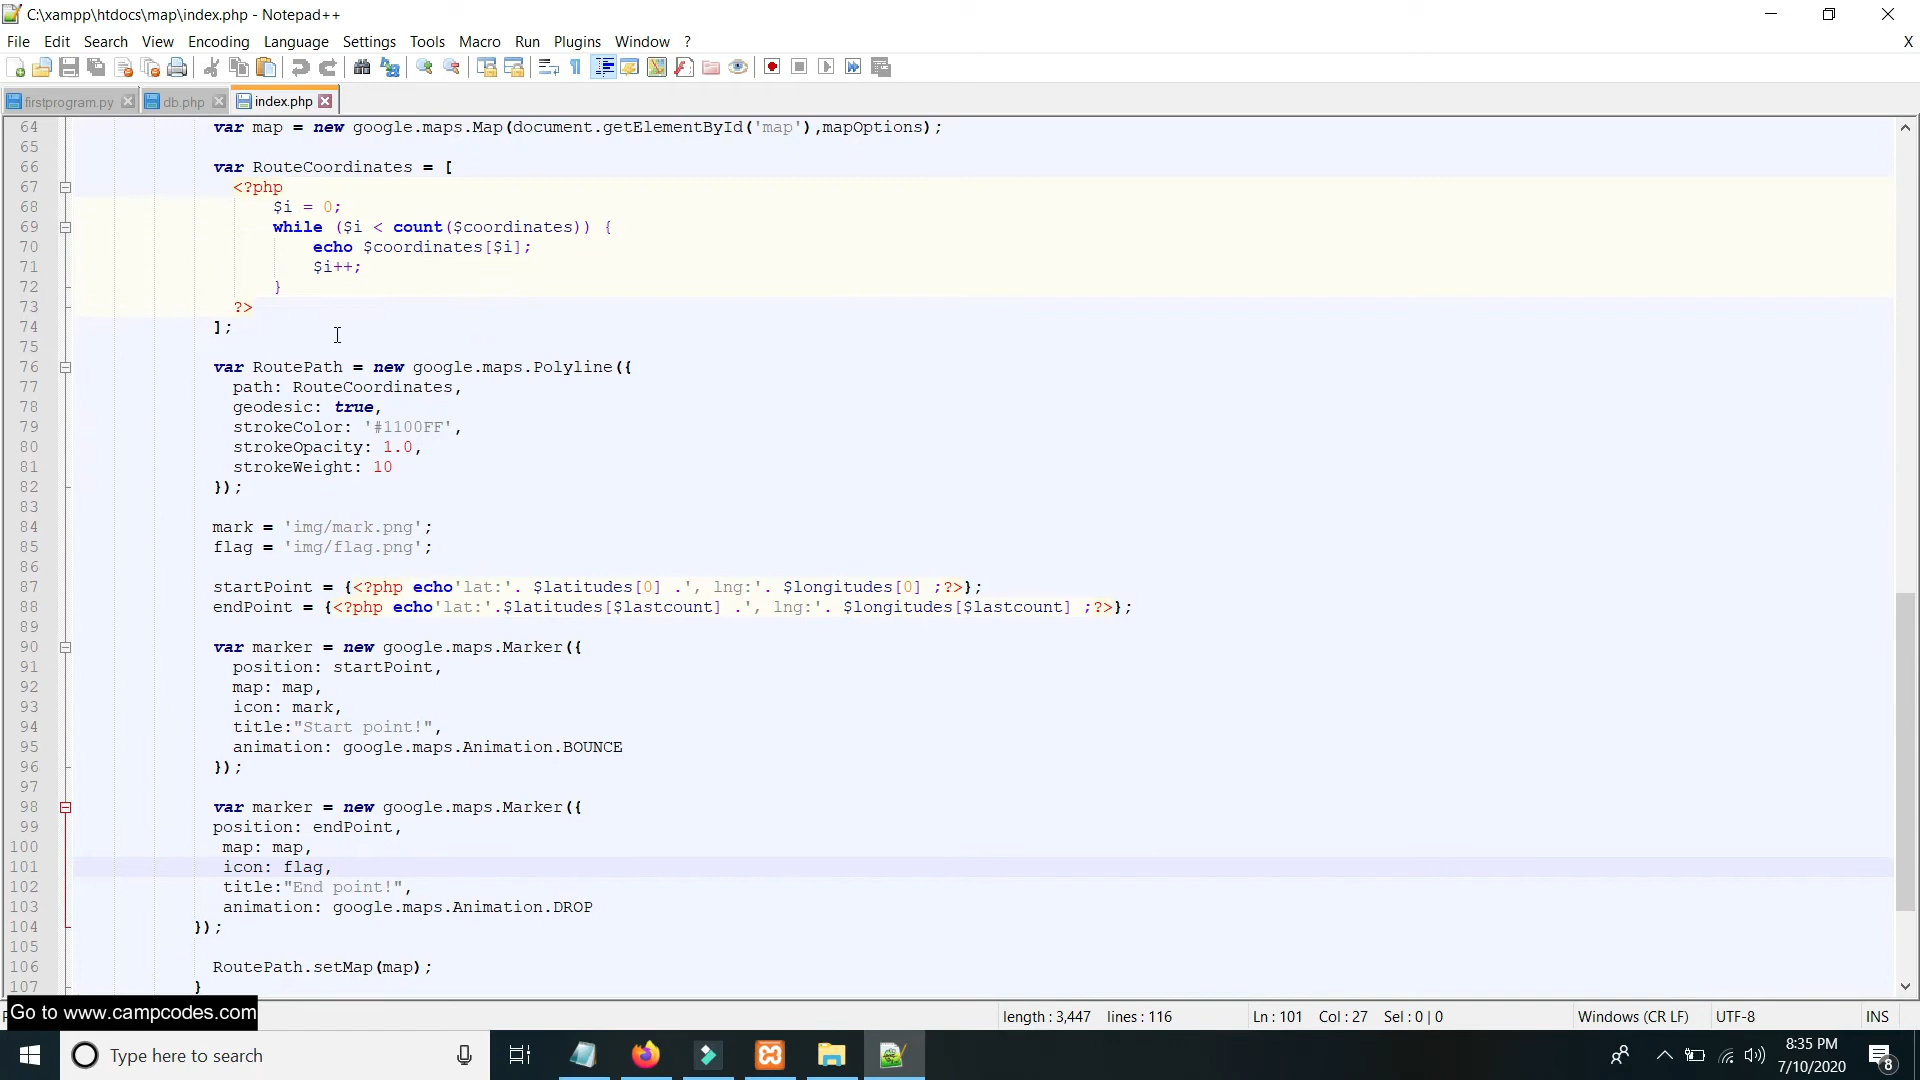 C:\xampp\htdocs\map\index.php - Notepad++
File Edit Search View Encoding Language Settings Tools Macro Run Plugins Window ? X
firstprogram.py db.php index.php
64 var map = new google.maps.Map(document.getElementById('map'),mapOptions);
65
66 var RouteCoordinates = [
67 <?php
68 $i = 0;
69 while ($i < count($coordinates)) {
70 echo $coordinates[$i];
71 $i++;
72 }
73 ?>
74 ];
75
76 var RoutePath = new google.maps.Polyline({
77 path: RouteCoordinates,
78 geodesic: true,
79 strokeColor: '#1100FF',
80 strokeOpacity: 1.0,
81 strokeWeight: 10
82 });
83
84 mark = 'img/mark.png';
85 flag = 'img/flag.png';
86
87 startPoint = {<?php echo'lat:'. $latitudes[0] .', lng:'. $longitudes[0] ;?>};
88 endPoint = {<?php echo'lat:'.$latitudes[$lastcount] .', lng:'. $longitudes[$lastcount] ;?>};
89
90 var marker = new google.maps.Marker({
91 position: startPoint,
92 map: map,
93 icon: mark,
94 title:"Start point!",
95 animation: google.maps.Animation.BOUNCE
96 });
97
98 var marker = new google.maps.Marker({
99 position: endPoint,
100 map: map,
101 icon: flag,
102 title:"End point!",
103 animation: google.maps.Animation.DROP
104 });
105
106 RoutePath.setMap(map);
107 }
Go to www.campcodes.com length : 3,447 lines : 116 Ln : 101 Col : 27 Sel : 0 | 0 Windows (CR LF) UTF-8 INS
Type here to search 8:35 PM
7/10/2020 8